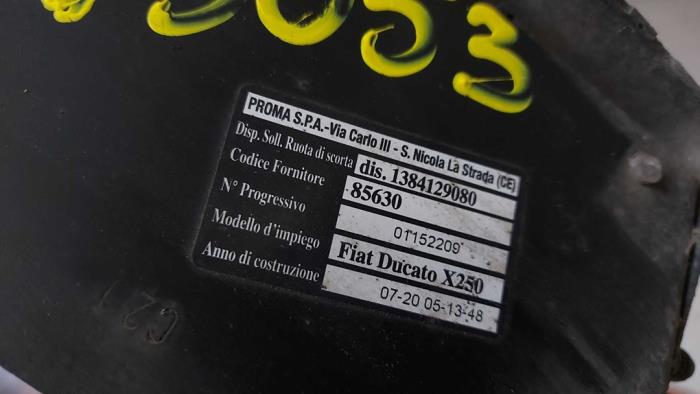 3053
PROMA S.P.A.-Via Carlo III - S. Nicola La Strada (CE)
Disp. Soll. Ruota di scorta dis. 1384129080
Codice Fornitore 85630
N° Progressivo 01152209
Modello d'impiego Fiat Ducato X250
Anno di costruzione 07-20 05-13-48